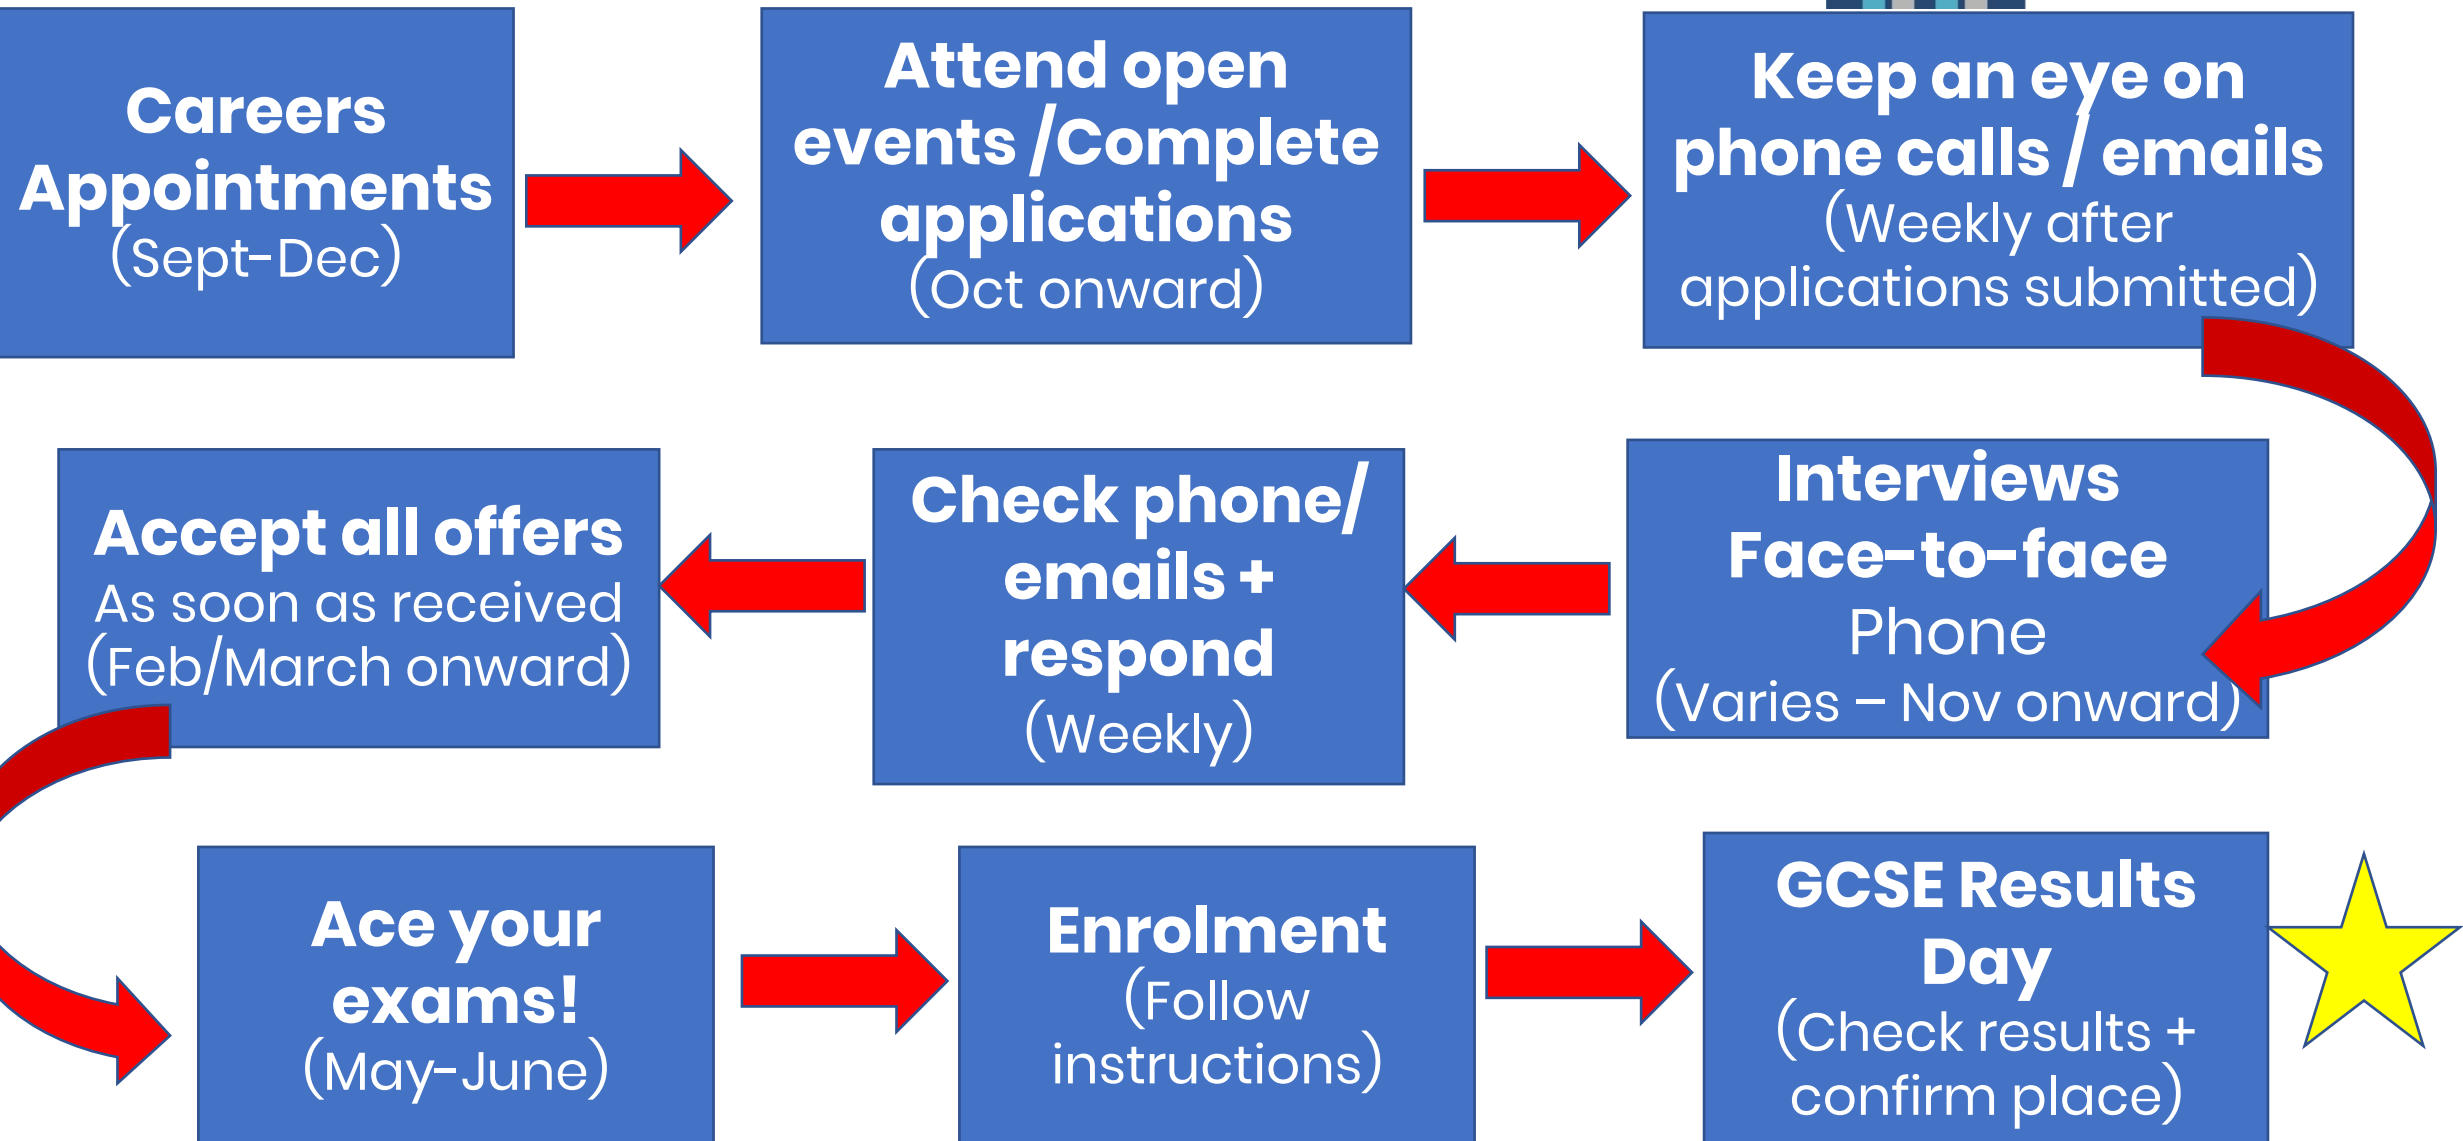 Careers
Appointments
(Sept-Dec)
Attend open
events /Complete
applications
(Oct onward)
Keep an eye on
phone calls / emails
(Weekly after
applications submitted)
Interviews
Face-to-face
Phone
(Varies – Nov onward)
Check phone/
emails +
respond
(Weekly)
Accept all offers
As soon as received
(Feb/March onward)
Ace your
exams!
(May-June)
Enrolment
(Follow
instructions)
GCSE Results
Day
(Check results +
confirm place)